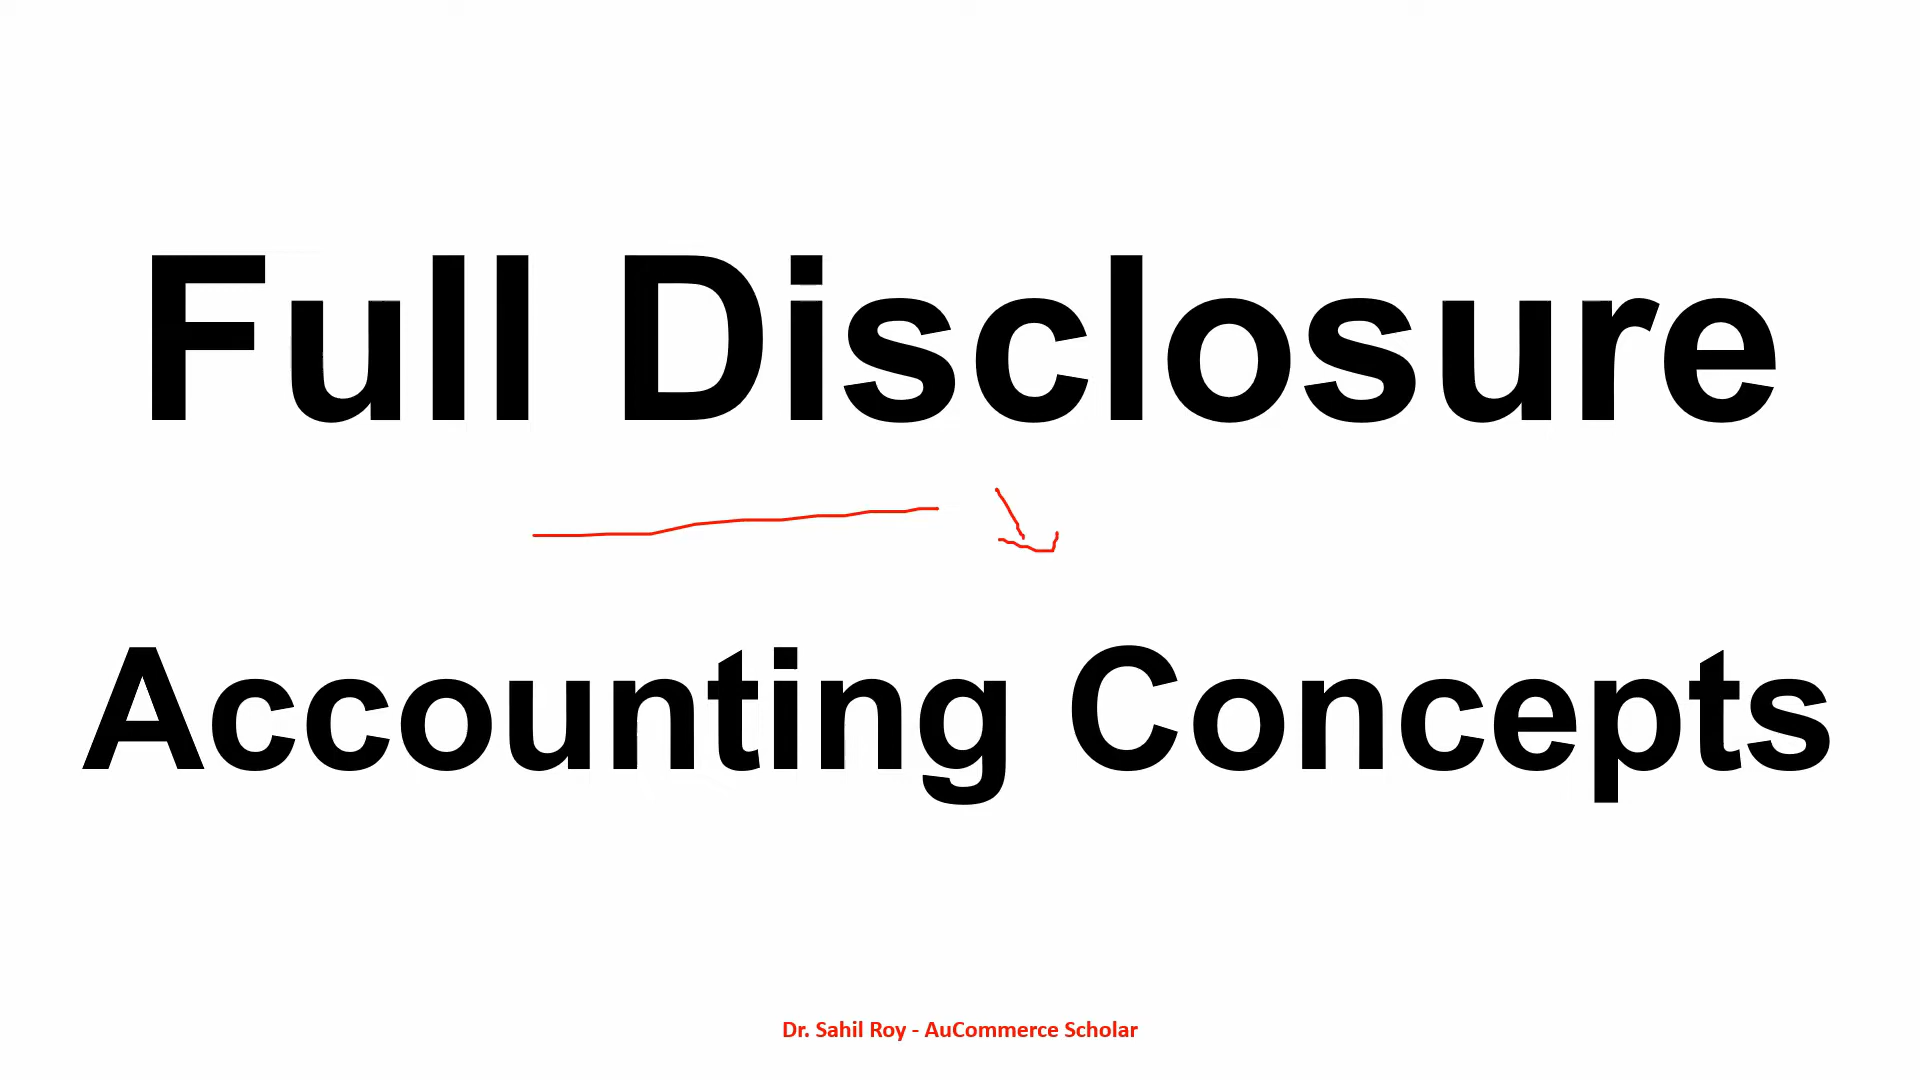 Full Disclosure
Accounting Concepts
Dr. Sahil Roy - AuCommerce Scholar